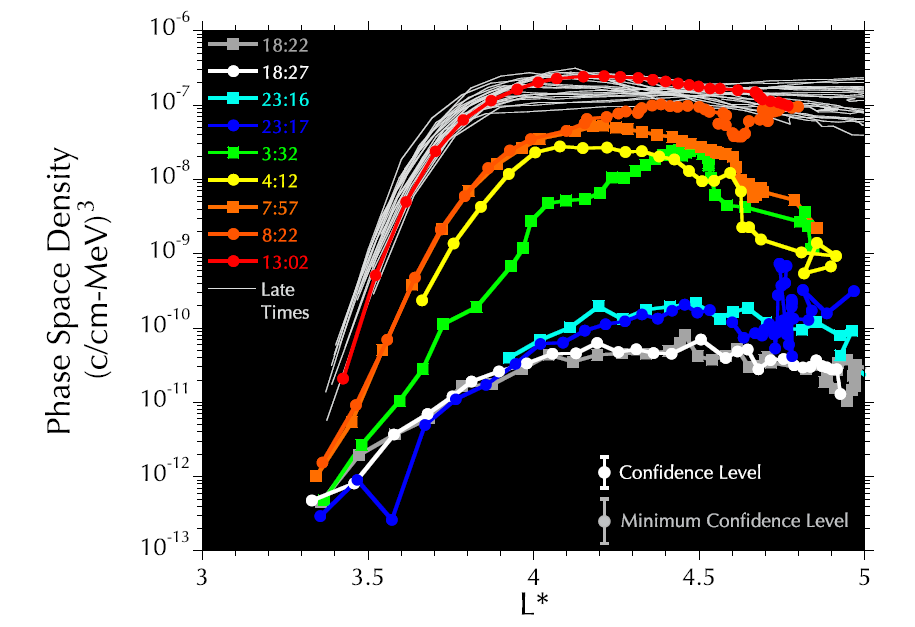 10-6
10-7
10-8
10-9
10-10
10-11
10-12
10-13
Phase Space Density
(c/cm-MeV)3
18:22
18:27
23:16
23:17
3:32
4:12
7:57
8:22
13:02
Late
Times
Confidence Level
Minimum Confidence Level
3 3.5 4 4.5 5
L*